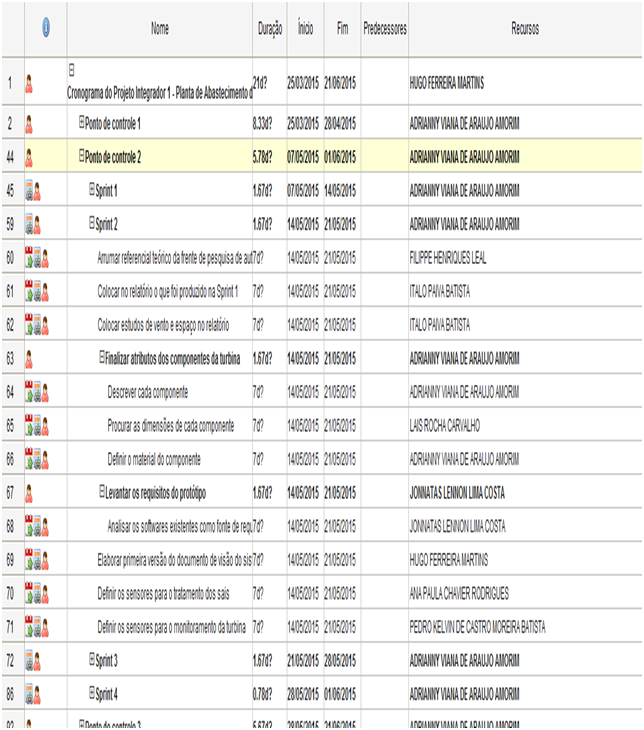 Nome Duração Ínicio Fim Predecessores Recursos
1 Cronograma do Projeto Integrador 1 - Planta de Abastecimento d 21d? 25/03/2015 21/06/2015 HUGO FERREIRA MARTINS
2 Ponto de controle 1 8.33d? 25/03/2015 28/04/2015 ADRIANNY VIANA DE ARAUJO AMORIM
44 Ponto de controle 2 5.78d? 07/05/2015 01/06/2015 ADRIANNY VIANA DE ARAUJO AMORIM
45 Sprint 1 1.67d? 07/05/2015 14/05/2015 ADRIANNY VIANA DE ARAUJO AMORIM
59 Sprint 2 1.67d? 14/05/2015 21/05/2015 ADRIANNY VIANA DE ARAUJO AMORIM
60 Arrumar referencial teórico da frente de pesquisa de aut 7d? 14/05/2015 21/05/2015 FILIPPE HENRIQUES LEAL
61 Colocar no relatório o que foi produzido na Sprint 1 7d? 14/05/2015 21/05/2015 ITALO PAIVA BATISTA
62 Colocar estudos de vento e espaço no relatório 7d? 14/05/2015 21/05/2015 ITALO PAIVA BATISTA
63 Finalizar atributos dos componentes da turbina 1.67d? 14/05/2015 21/05/2015 ADRIANNY VIANA DE ARAUJO AMORIM
64 Descrever cada componente 7d? 14/05/2015 21/05/2015 ADRIANNY VIANA DE ARAUJO AMORIM
65 Procurar as dimensões de cada componente 7d? 14/05/2015 21/05/2015 LAIS ROCHA CARVALHO
66 Definir o material do componente 7d? 14/05/2015 21/05/2015 ADRIANNY VIANA DE ARAUJO AMORIM
67 Levantar os requisitos do protótipo 1.67d? 14/05/2015 21/05/2015 JONNATAS LENNON LIMA COSTA
68 Analisar os softwares existentes como fonte de requ 7d? 14/05/2015 21/05/2015 JONNATAS LENNON LIMA COSTA
69 Elaborar primeira versão do documento de visão do sis 7d? 14/05/2015 21/05/2015 HUGO FERREIRA MARTINS
70 Definir os sensores para o tratamento dos sais 7d? 14/05/2015 21/05/2015 ANA PAULA CHAVIER RODRIGUES
71 Definir os sensores para o monitoramento da turbina 7d? 14/05/2015 21/05/2015 PEDRO KELVIN DE CASTRO MOREIRA BATISTA
72 Sprint 3 1.67d? 21/05/2015 28/05/2015 ADRIANNY VIANA DE ARAUJO AMORIM
86 Sprint 4 0.78d? 28/05/2015 01/06/2015 ADRIANNY VIANA DE ARAUJO AMORIM
92 Ponto de controle 3 5.67d? 28/05/2015 21/06/2015 ADRIANNY VIANA DE ARAUJO AMORIM